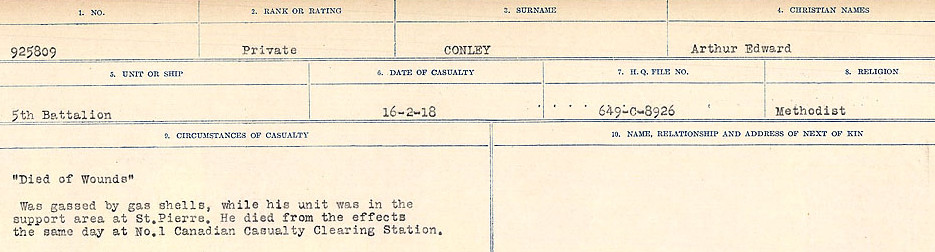 1. NO.
2. RANK OR RATING
3. SURNAME
4. CHRISTIAN NAMES
925809
Private
CONLEY
Arthur Edward
5. UNIT OR SHIP
6. DATE OF CASUALTY
7. H. Q. FILE NO.
8. RELIGION
5th Battalion
16-2-18
649-C-8926
Methodist
9. CIRCUMSTANCES OF CASUALTY
10. NAME, RELATIONSHIP AND ADDRESS OF NEXT OF KIN
"Died of Wounds"
Was gassed by gas shells, while his unit was in the
support area at St.Pierre. He died from the effects
the same day at No.1 Canadian Casualty Clearing Station.